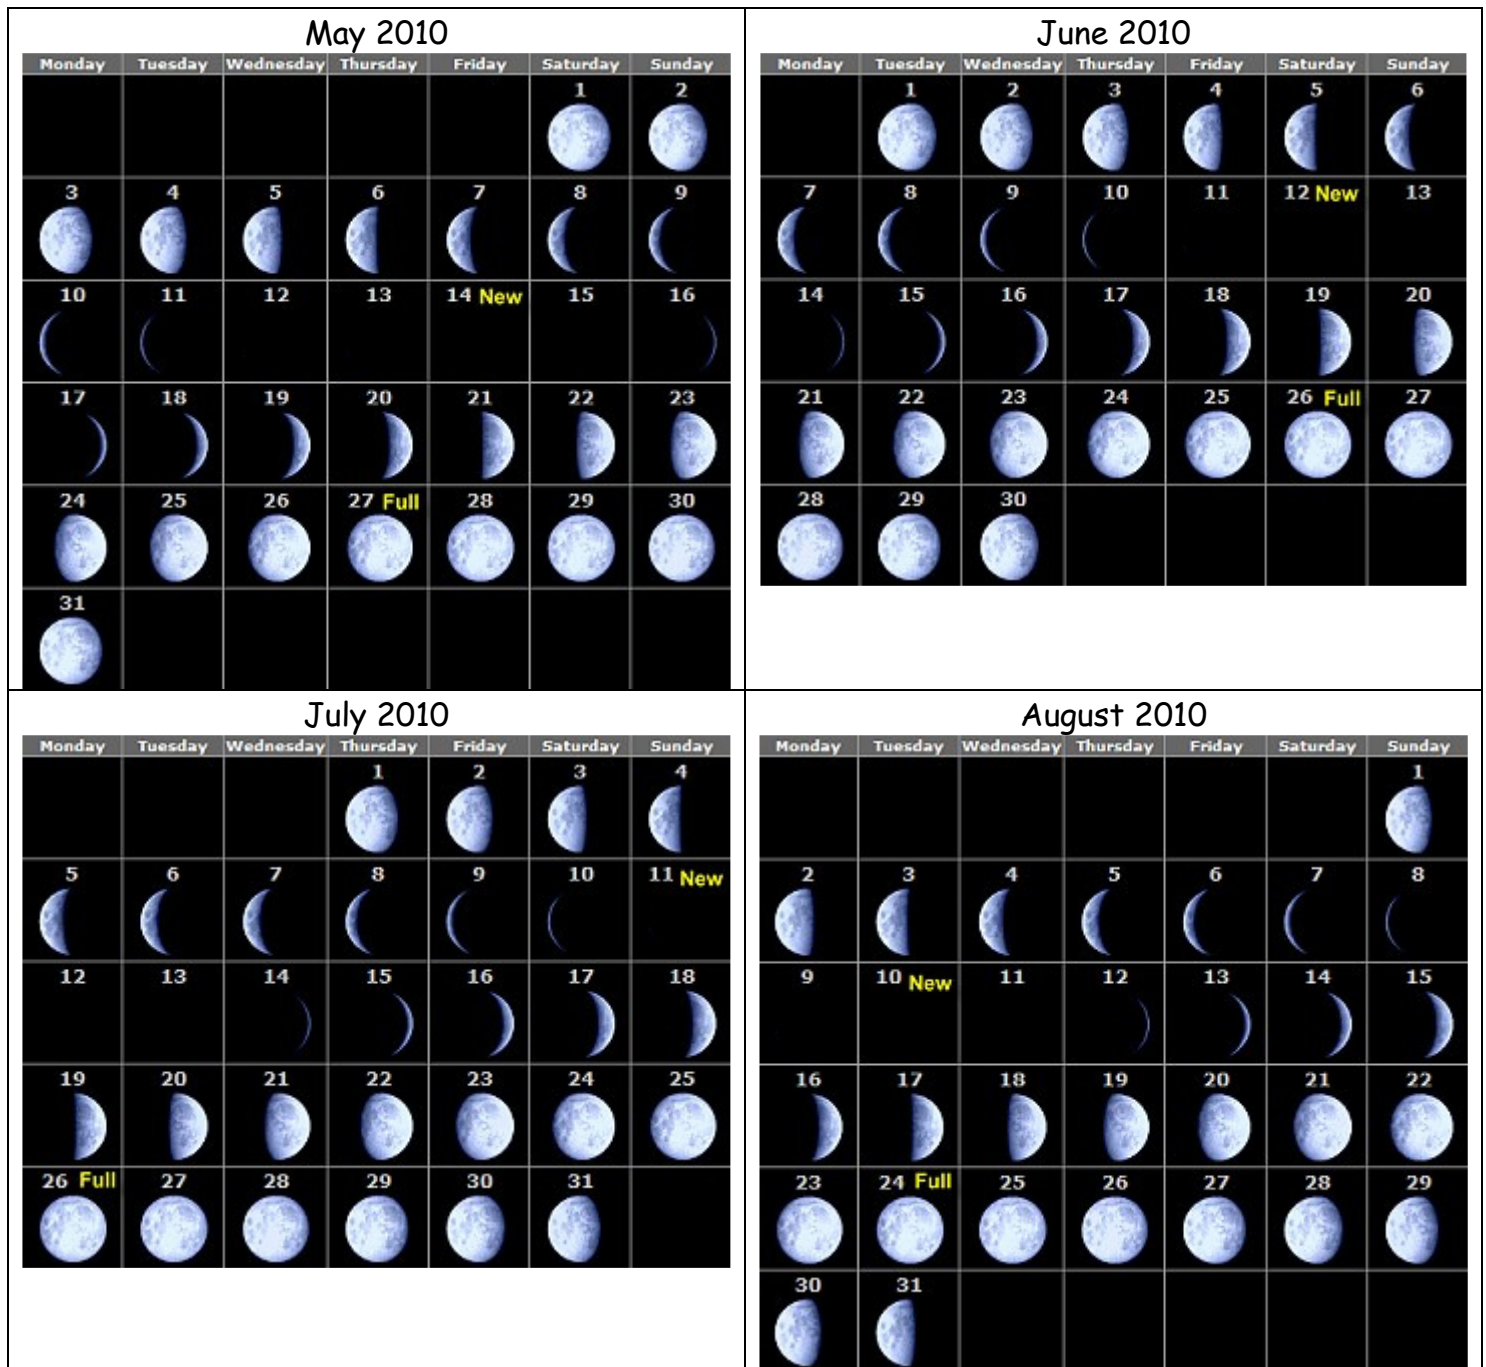 May 2010
Monday Tuesday Wednesday Thursday Friday Saturday Sunday
1 2
3 4 5 6 7 8 9
10 11 12 13 14 New 15 16
17 18 19 20 21 22 23
24 25 26 27 Full 28 29 30
31
June 2010
Monday Tuesday Wednesday Thursday Friday Saturday Sunday
1 2 3 4 5 6
7 8 9 10 11 12 New 13
14 15 16 17 18 19 20
21 22 23 24 25 26 Full 27
28 29 30
July 2010
Monday Tuesday Wednesday Thursday Friday Saturday Sunday
1 2 3 4
5 6 7 8 9 10 11 New
12 13 14 15 16 17 18
19 20 21 22 23 24 25
26 Full 27 28 29 30 31
August 2010
Monday Tuesday Wednesday Thursday Friday Saturday Sunday
1
2 3 4 5 6 7 8
9 10 New 11 12 13 14 15
16 17 18 19 20 21 22
23 24 Full 25 26 27 28 29
30 31